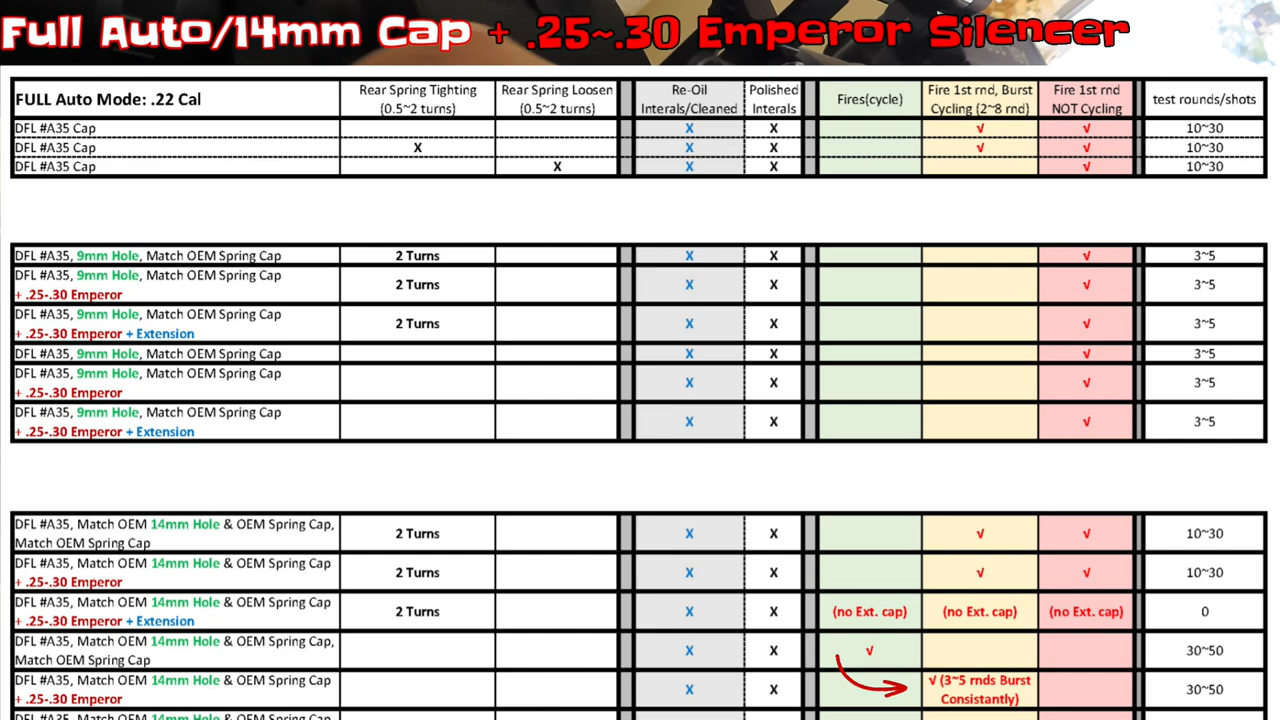 Full Auto/14mm Cap + .25~.30 Emperor Silencer
FULL Auto Mode: .22 Cal
Rear Spring Tighting
(0.5~2 turns)
Rear Spring Loosen
(0.5~2 turns)
Re-Oil
Interals/Cleaned
Polished
Interals
Fires(cycle)
Fire 1st rnd, Burst
Cycling (2~8 rnd)
Fire 1st rnd
NOT Cycling
test rounds/shots
DFL #A35 Cap X X √ √ 10~30
DFL #A35 Cap X X X √ √ 10~30
DFL #A35 Cap X X X √ 10~30
DFL #A35, 9mm Hole, Match OEM Spring Cap 2 Turns X X √ 3~5
DFL #A35, 9mm Hole, Match OEM Spring Cap
+ .25-.30 Emperor
2 Turns X X √ 3~5
DFL #A35, 9mm Hole, Match OEM Spring Cap
+ .25-.30 Emperor + Extension
2 Turns X X √ 3~5
DFL #A35, 9mm Hole, Match OEM Spring Cap X X √ 3~5
DFL #A35, 9mm Hole, Match OEM Spring Cap
+ .25-.30 Emperor
X X √ 3~5
DFL #A35, 9mm Hole, Match OEM Spring Cap
+ .25-.30 Emperor + Extension
X X √ 3~5
DFL #A35, Match OEM 14mm Hole & OEM Spring Cap,
Match OEM Spring Cap
2 Turns X X √ √ 10~30
DFL #A35, Match OEM 14mm Hole & OEM Spring Cap
+ .25-.30 Emperor
2 Turns X X √ √ 10~30
DFL #A35, Match OEM 14mm Hole & OEM Spring Cap
+ .25-.30 Emperor + Extension
2 Turns X X (no Ext. cap) (no Ext. cap) (no Ext. cap) 0
DFL #A35, Match OEM 14mm Hole & OEM Spring Cap,
Match OEM Spring Cap
X X √ 30~50
DFL #A35, Match OEM 14mm Hole & OEM Spring Cap
+ .25-.30 Emperor
X X
√ (3~5 rnds Burst
Consistantly)
30~50
DFL #A35, Match OEM 14mm Hole & OEM Spring Cap